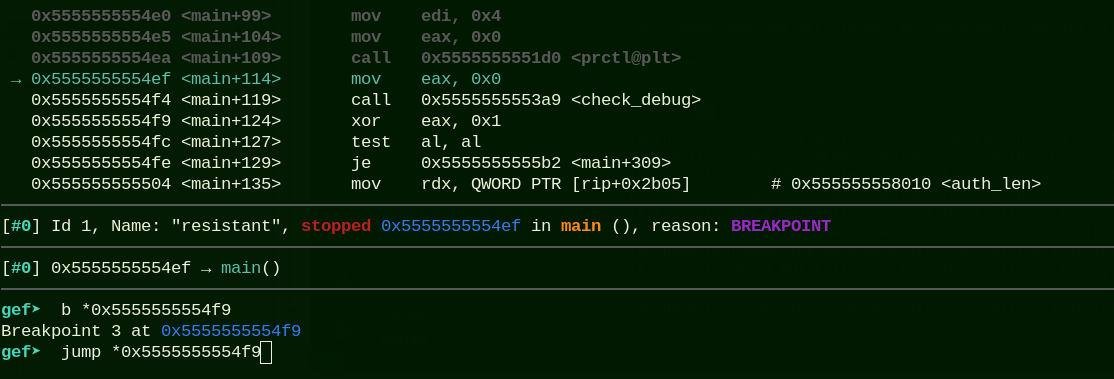 0x5555555554e0 <main+99> mov edi, 0x4
0x5555555554e5 <main+104> mov eax, 0x0
0x5555555554ea <main+109> call 0x5555555551d0 <prctl@plt>
→ 0x5555555554ef <main+114> mov eax, 0x0
0x5555555554f4 <main+119> call 0x5555555553a9 <check_debug>
0x5555555554f9 <main+124> xor eax, 0x1
0x5555555554fc <main+127> test al, al
0x5555555554fe <main+129> je 0x5555555555b2 <main+309>
0x555555555504 <main+135> mov rdx, QWORD PTR [rip+0x2b05] # 0x555555558010 <auth_len>
[#0] Id 1, Name: "resistant", stopped 0x5555555554ef in main (), reason: BREAKPOINT
[#0] 0x5555555554ef → main()
gef➤ b *0x5555555554f9
Breakpoint 3 at 0x5555555554f9
gef➤ jump *0x5555555554f9